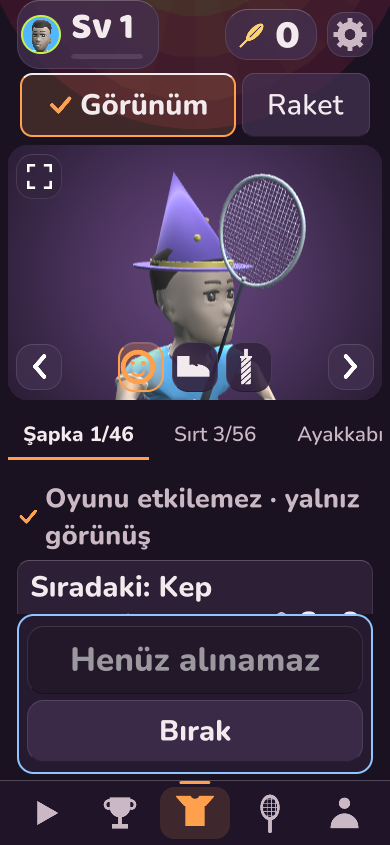 Sv 1
0
Görünüm
Raket
Şapka 1/46
Sırt 3/56
Ayakkabı
Oyunu etkilemez · yalnız
görünüş
Sıradaki: Kep
Henüz alınamaz
Bırak